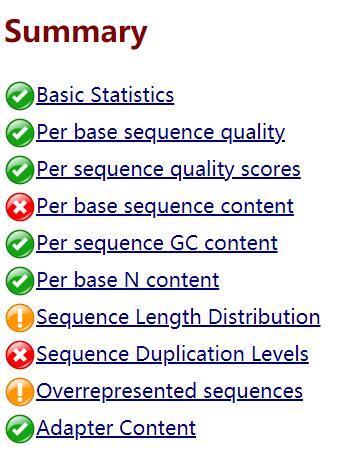 Summary
Basic Statistics
Per base sequence quality
Per sequence quality scores
Per base sequence content
Per sequence GC content
Per base N content
Sequence Length Distribution
Sequence Duplication Levels
Overrepresented sequences
Adapter Content